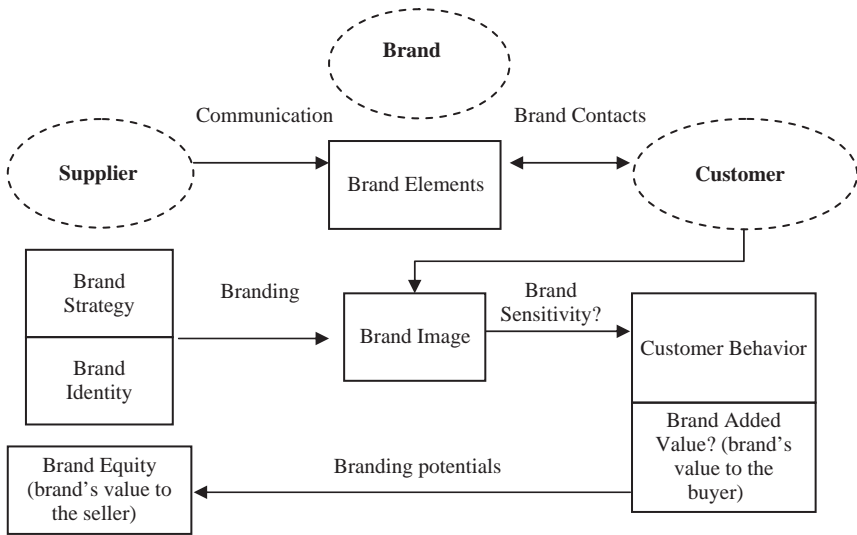 Brand
Communication
Brand Contacts
Supplier
Brand Elements
Customer
Brand
Strategy
Branding
Brand
Identity
Brand Image
Brand
Sensitivity?
Customer Behavior
Brand Added
Value? (brand’s
value to the
buyer)
Brand Equity
(brand’s value to
the seller)
Branding potentials